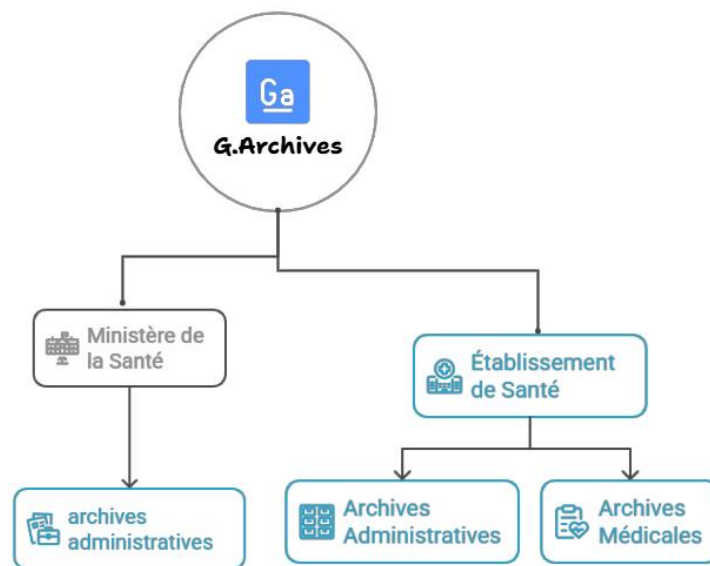 Ga
G.Archives
Ministère de
la Santé
Établissement
de Santé
archives
administratives
Archives
Administratives
Archives
Médicales